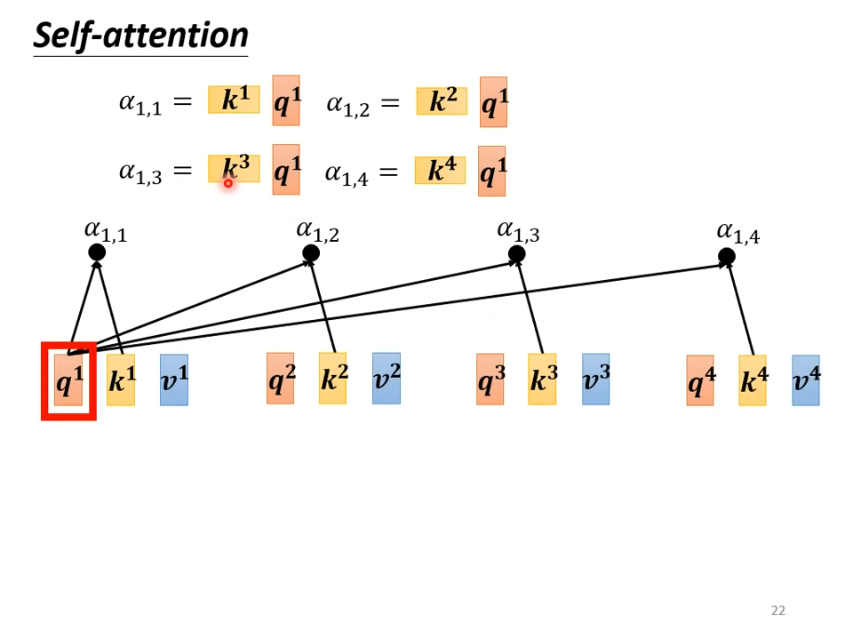 Self-attention
α1,1 = k¹ q¹ α1,2 = k² q¹
α1,3 = k³ q¹ α1,4 = k⁴ q¹
α1,1 α1,2 α1,3 α1,4
q¹ k¹ v¹ q² k² v² q³ k³ v³ q⁴ k⁴ v⁴
22